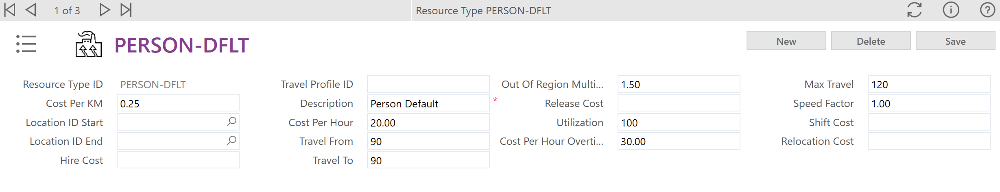 1 of 3
Resource Type PERSON-DFLT
PERSON-DFLT
New Delete Save
Resource Type ID PERSON-DFLT Travel Profile ID Out Of Region Multi... 1.50 Max Travel 120
Cost Per KM 0.25 Description Person Default * Release Cost Speed Factor 1.00
Location ID Start Cost Per Hour 20.00 Utilization 100 Shift Cost
Location ID End Travel From 90 Cost Per Hour Overti... 30.00 Relocation Cost
Hire Cost Travel To 90